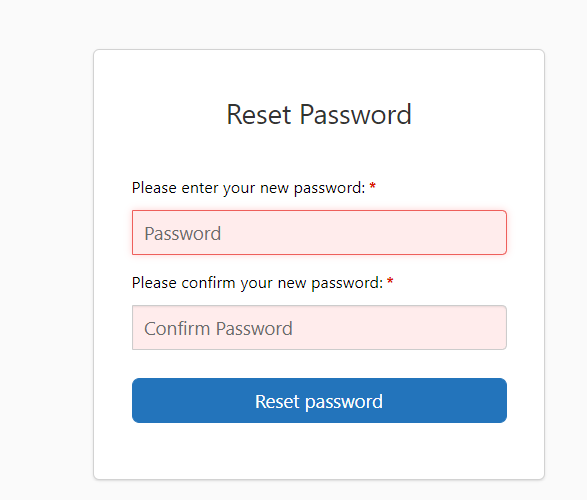 Reset Password
Please enter your new password: *
Password
Please confirm your new password: *
Confirm Password
Reset password